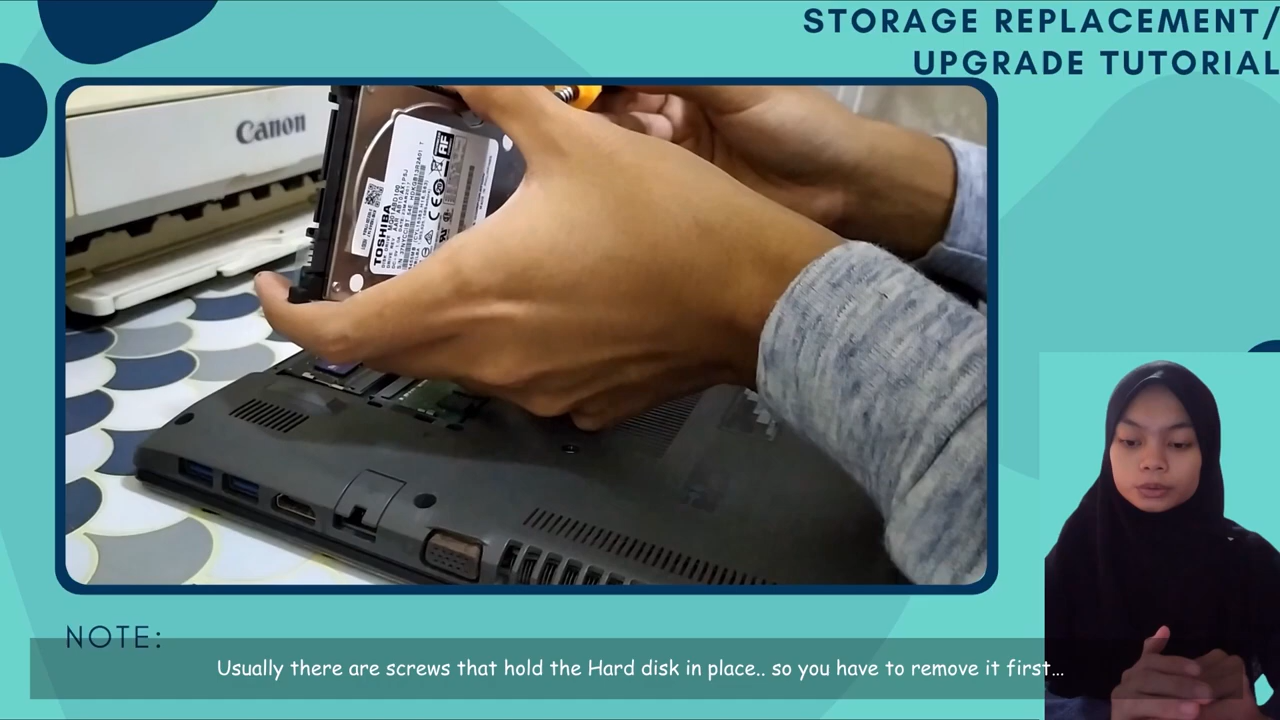 STORAGE REPLACEMENT/
UPGRADE TUTORIAL
Canon
TOSHIBA
RF
NOTE:
Usually there are screws that hold the Hard disk in place.. so you have to remove it first...